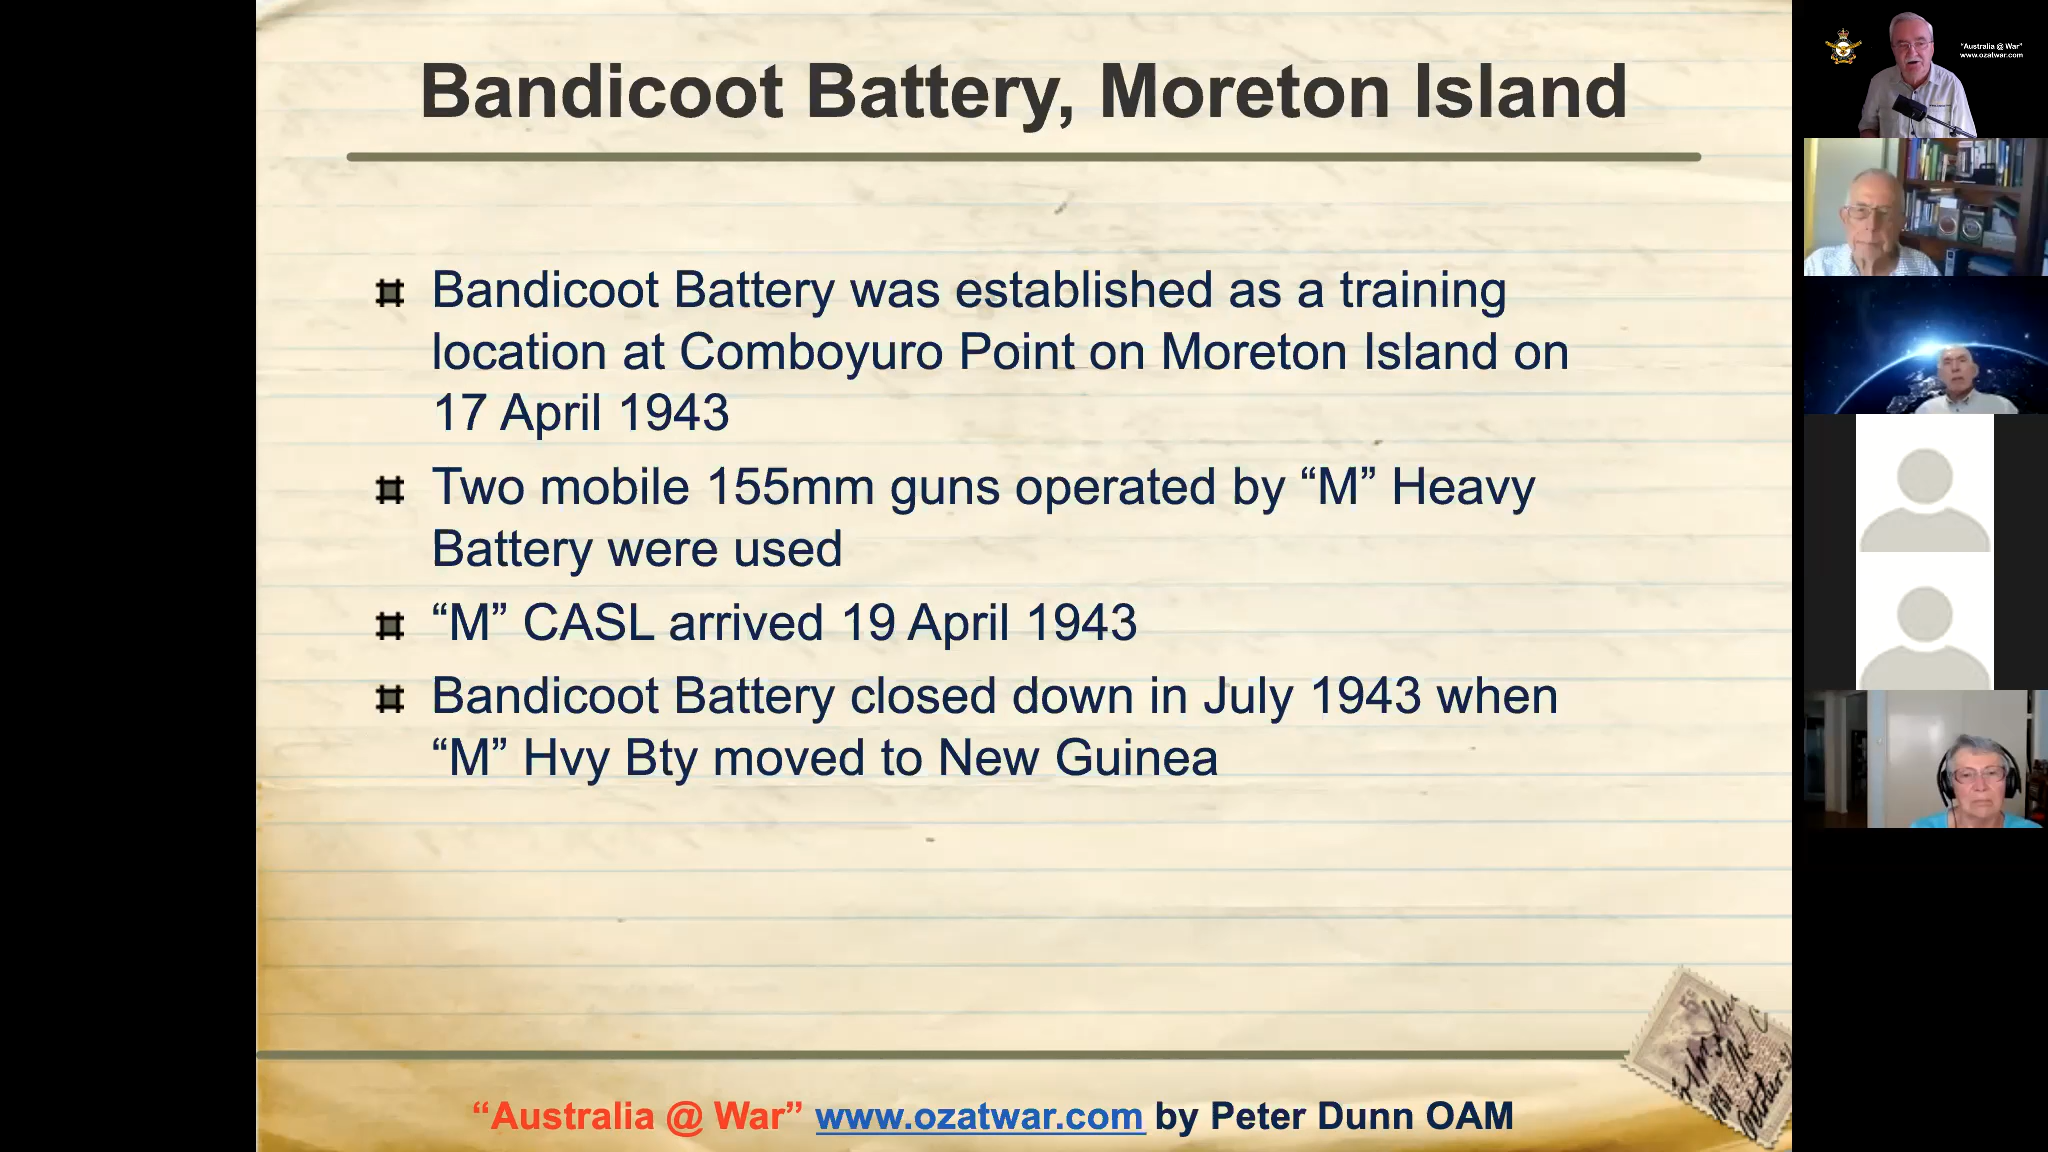 Bandicoot Battery, Moreton Island
Bandicoot Battery was established as a training
location at Comboyuro Point on Moreton Island on
17 April 1943
Two mobile 155mm guns operated by “M” Heavy
Battery were used
“M” CASL arrived 19 April 1943
Bandicoot Battery closed down in July 1943 when
“M” Hvy Bty moved to New Guinea
“Australia @ War” www.ozatwar.com by Peter Dunn OAM
"Australia @ War"
www.ozatwar.com